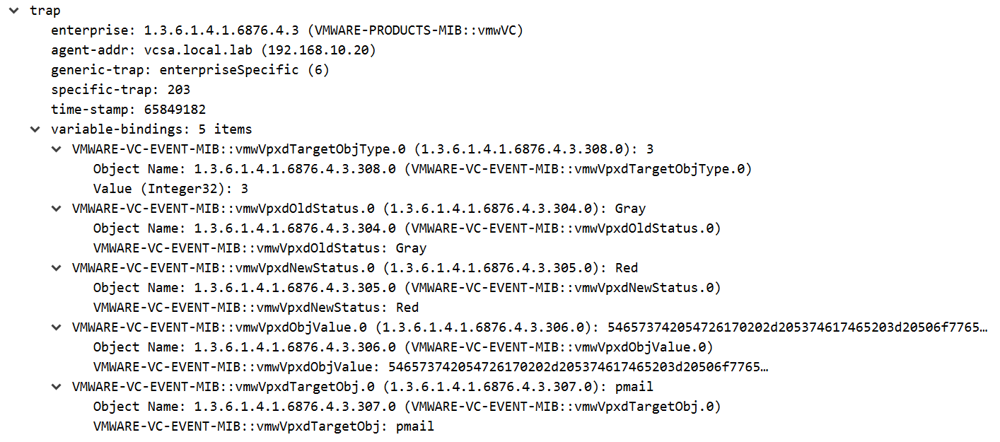 trap
enterprise: 1.3.6.1.4.1.6876.4.3 (VMWARE-PRODUCTS-MIB::vmwVC)
agent-addr: vcsa.local.lab (192.168.10.20)
generic-trap: enterpriseSpecific (6)
specific-trap: 203
time-stamp: 65849182
variable-bindings: 5 items
VMWARE-VC-EVENT-MIB::vmwVpxdTargetObjType.0 (1.3.6.1.4.1.6876.4.3.308.0): 3
Object Name: 1.3.6.1.4.1.6876.4.3.308.0 (VMWARE-VC-EVENT-MIB::vmwVpxdTargetObjType.0)
Value (Integer32): 3
VMWARE-VC-EVENT-MIB::vmwVpxdOldStatus.0 (1.3.6.1.4.1.6876.4.3.304.0): Gray
Object Name: 1.3.6.1.4.1.6876.4.3.304.0 (VMWARE-VC-EVENT-MIB::vmwVpxdOldStatus.0)
VMWARE-VC-EVENT-MIB::vmwVpxdOldStatus: Gray
VMWARE-VC-EVENT-MIB::vmwVpxdNewStatus.0 (1.3.6.1.4.1.6876.4.3.305.0): Red
Object Name: 1.3.6.1.4.1.6876.4.3.305.0 (VMWARE-VC-EVENT-MIB::vmwVpxdNewStatus.0)
VMWARE-VC-EVENT-MIB::vmwVpxdNewStatus: Red
VMWARE-VC-EVENT-MIB::vmwVpxdObjValue.0 (1.3.6.1.4.1.6876.4.3.306.0): 546573742054726170202d205374617465203d20506f7765…
Object Name: 1.3.6.1.4.1.6876.4.3.306.0 (VMWARE-VC-EVENT-MIB::vmwVpxdObjValue.0)
VMWARE-VC-EVENT-MIB::vmwVpxdObjValue: 546573742054726170202d205374617465203d20506f7765…
VMWARE-VC-EVENT-MIB::vmwVpxdTargetObj.0 (1.3.6.1.4.1.6876.4.3.307.0): pmail
Object Name: 1.3.6.1.4.1.6876.4.3.307.0 (VMWARE-VC-EVENT-MIB::vmwVpxdTargetObj.0)
VMWARE-VC-EVENT-MIB::vmwVpxdTargetObj: pmail